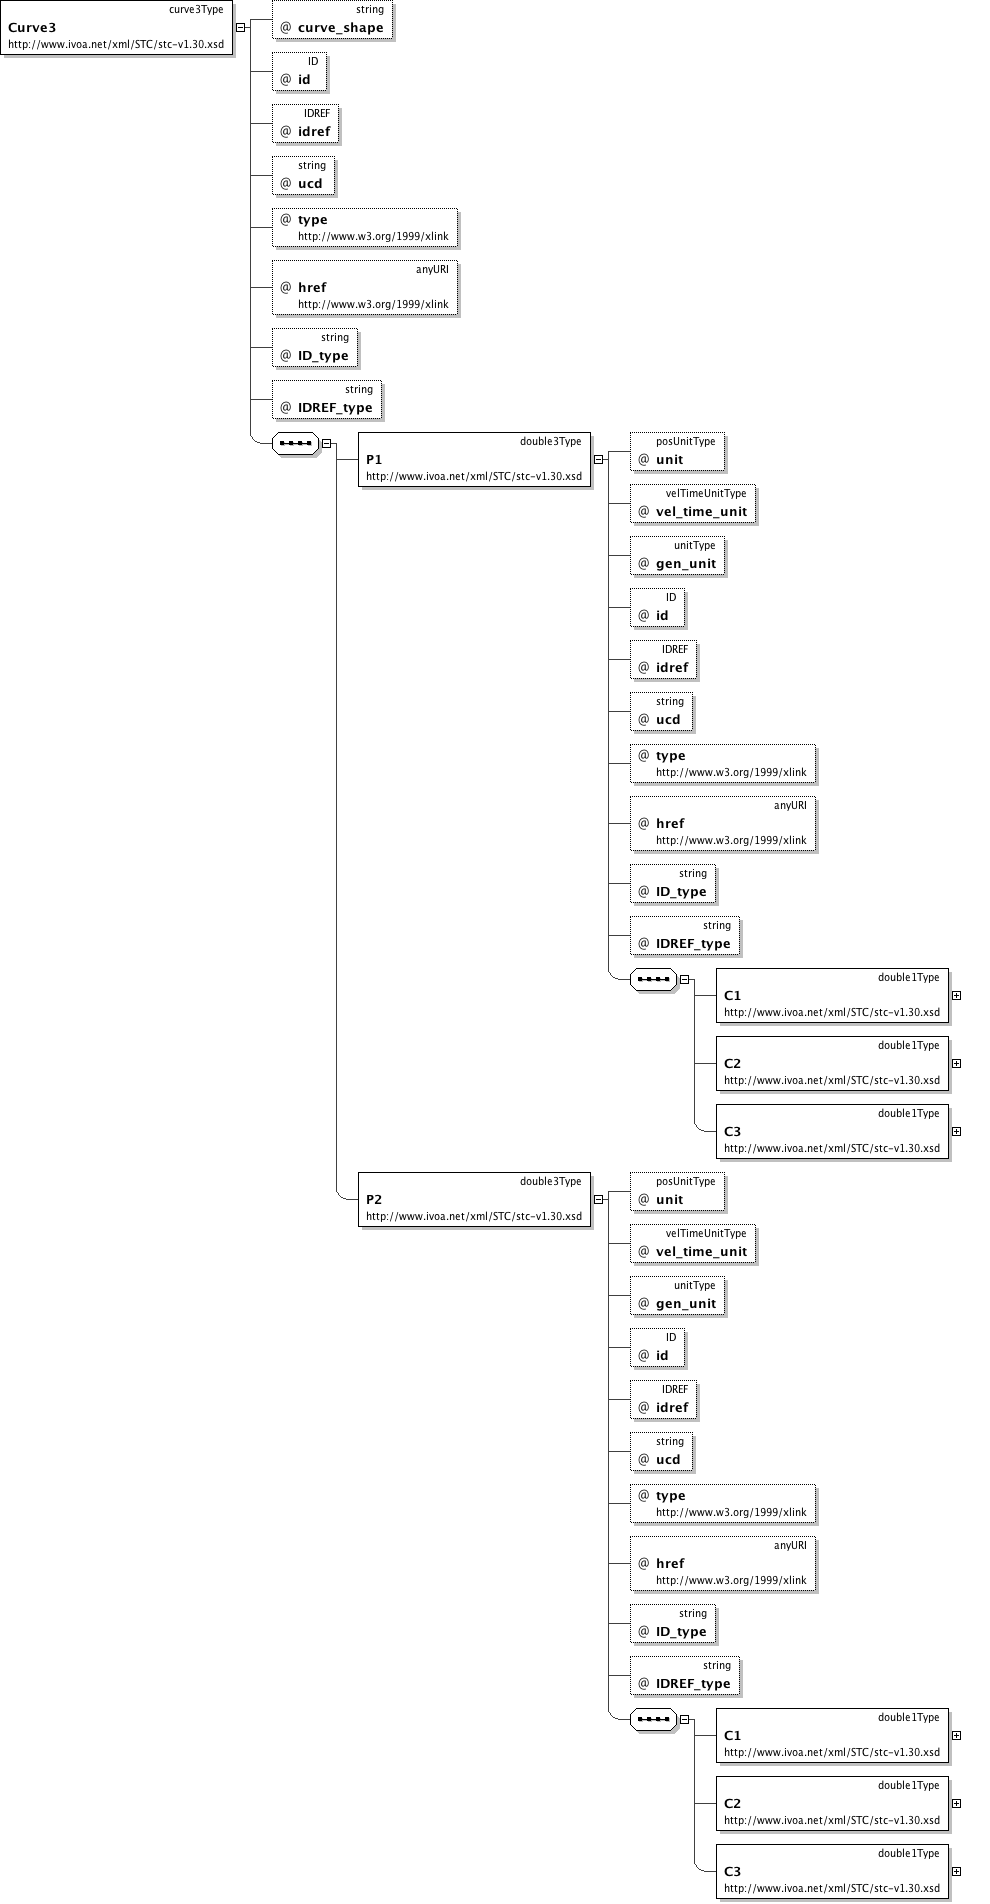 curve3Type
Curve3
http://www.ivoa.net/xml/STC/stc-v1.30.xsd
string
@ curve_shape
ID
@ id
IDREF
@ idref
string
@ ucd
@ type
http://www.w3.org/1999/xlink
anyURI
@ href
http://www.w3.org/1999/xlink
string
@ ID_type
string
@ IDREF_type
double3Type
P1
http://www.ivoa.net/xml/STC/stc-v1.30.xsd
posUnitType
@ unit
velTimeUnitType
@ vel_time_unit
unitType
@ gen_unit
ID
@ id
IDREF
@ idref
string
@ ucd
@ type
http://www.w3.org/1999/xlink
anyURI
@ href
http://www.w3.org/1999/xlink
string
@ ID_type
string
@ IDREF_type
double1Type
C1
http://www.ivoa.net/xml/STC/stc-v1.30.xsd
double1Type
C2
http://www.ivoa.net/xml/STC/stc-v1.30.xsd
double1Type
C3
http://www.ivoa.net/xml/STC/stc-v1.30.xsd
double3Type
P2
http://www.ivoa.net/xml/STC/stc-v1.30.xsd
posUnitType
@ unit
velTimeUnitType
@ vel_time_unit
unitType
@ gen_unit
ID
@ id
IDREF
@ idref
string
@ ucd
@ type
http://www.w3.org/1999/xlink
anyURI
@ href
http://www.w3.org/1999/xlink
string
@ ID_type
string
@ IDREF_type
double1Type
C1
http://www.ivoa.net/xml/STC/stc-v1.30.xsd
double1Type
C2
http://www.ivoa.net/xml/STC/stc-v1.30.xsd
double1Type
C3
http://www.ivoa.net/xml/STC/stc-v1.30.xsd